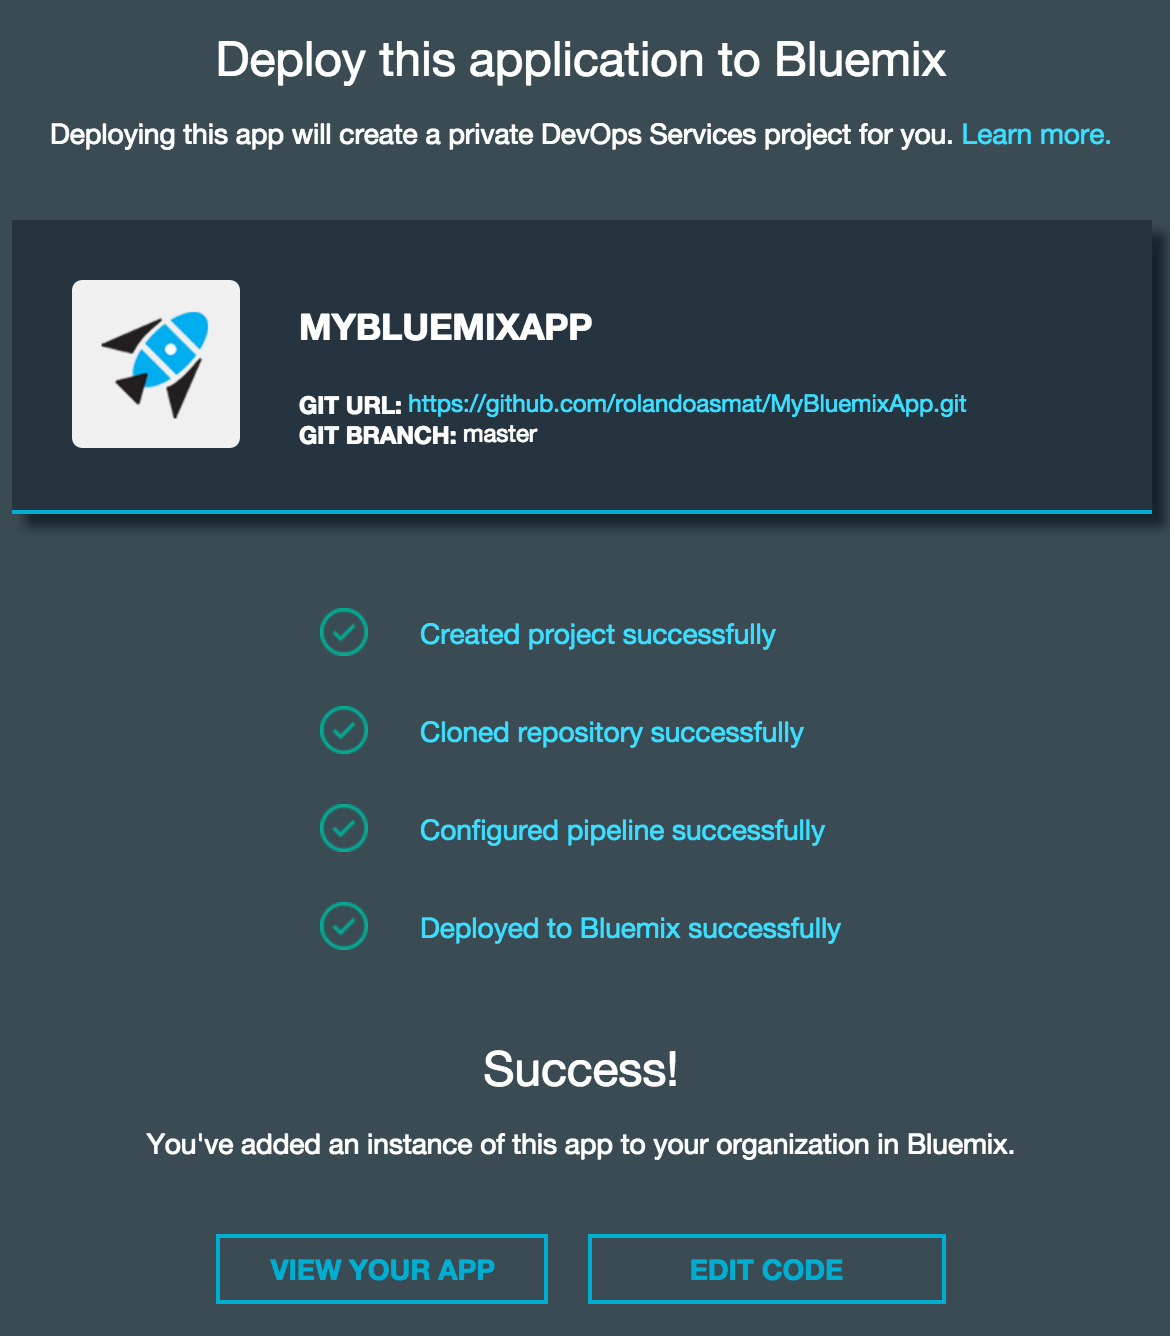 Deploy this application to Bluemix
Deploying this app will create a private DevOps Services project for you. Learn more.
MYBLUEMIXAPP
GIT URL: https://github.com/rolandoasmat/MyBluemixApp.git
GIT BRANCH: master
Created project successfully
Cloned repository successfully
Configured pipeline successfully
Deployed to Bluemix successfully
Success!
You've added an instance of this app to your organization in Bluemix.
VIEW YOUR APP
EDIT CODE